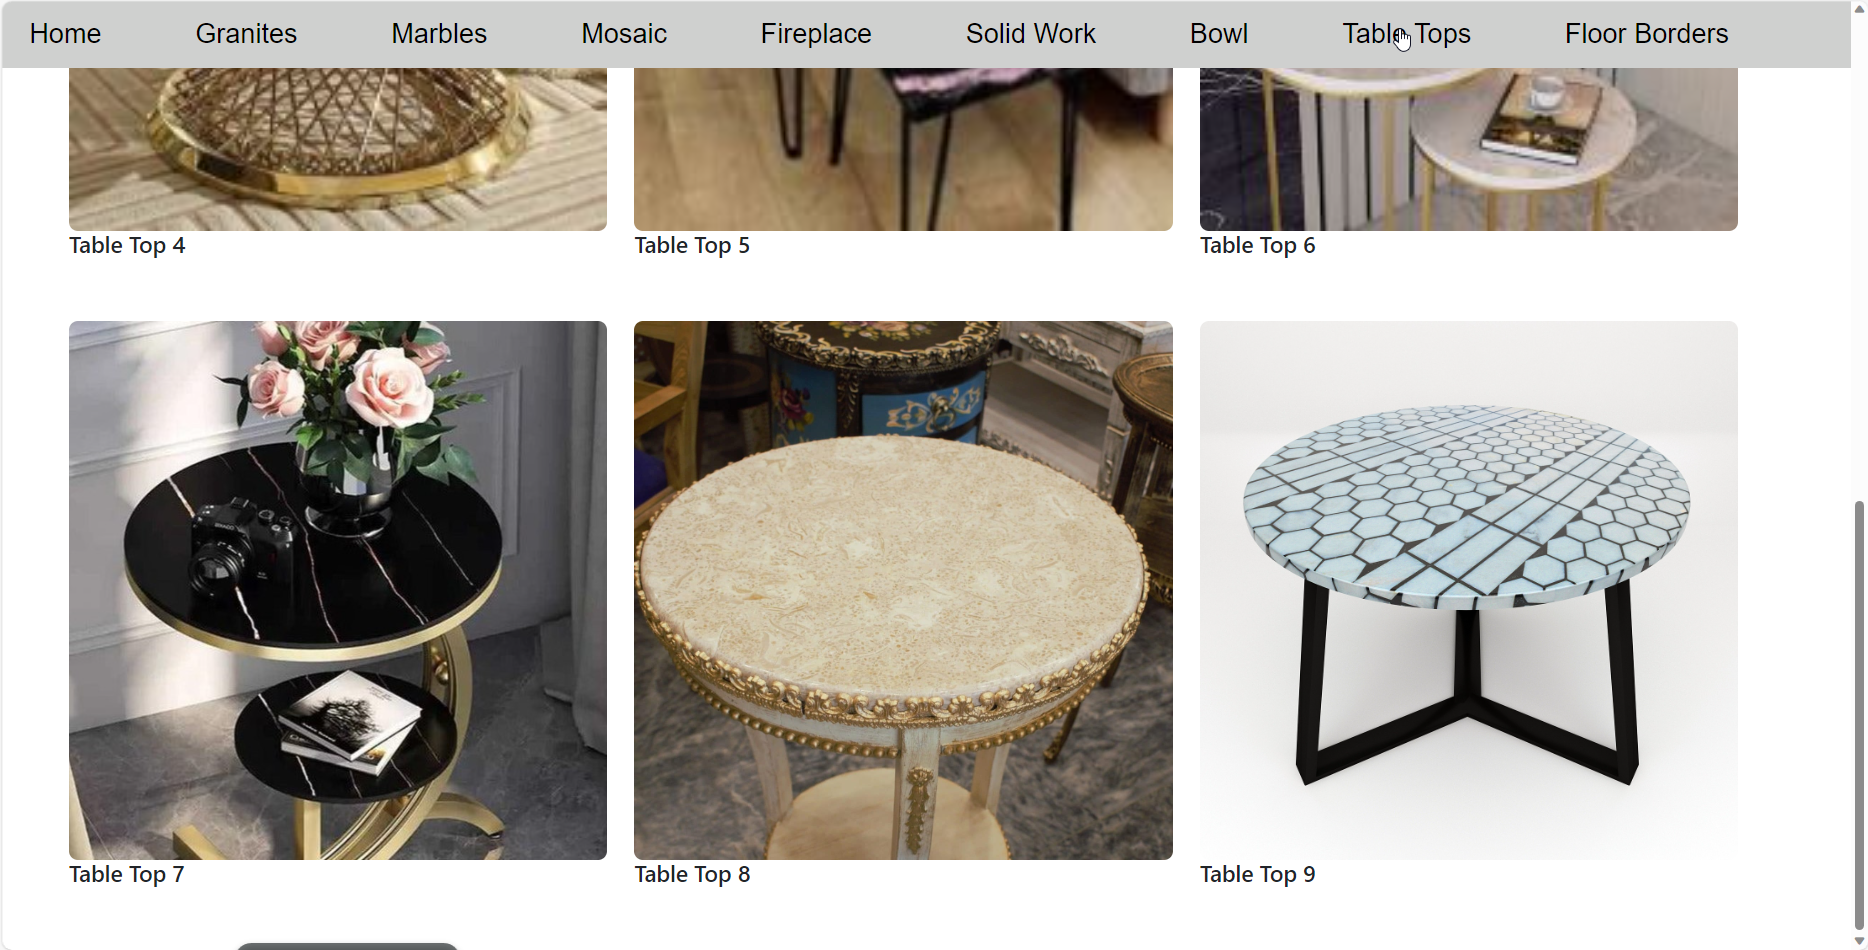 Home Granites Marbles Mosaic Fireplace Solid Work Bowl Table Tops Floor Borders
Table Top 4 Table Top 5 Table Top 6
Table Top 7 Table Top 8 Table Top 9